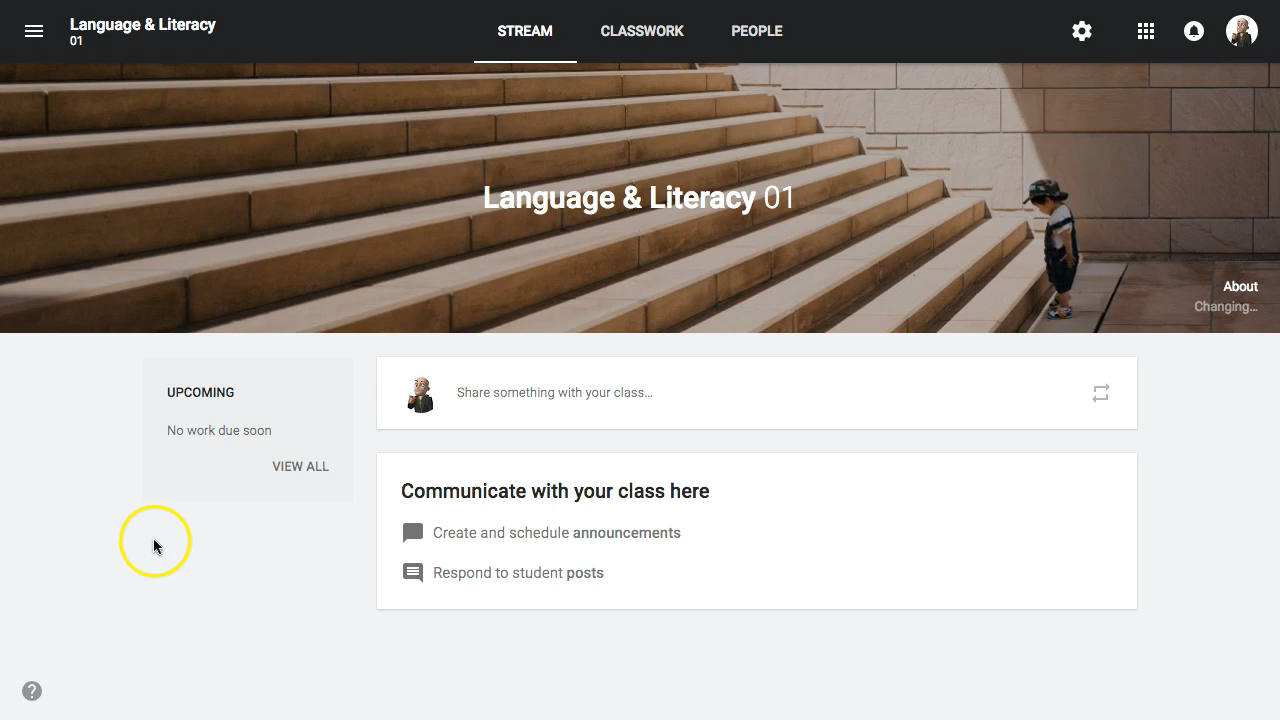 Language & Literacy
01
STREAM
CLASSWORK
PEOPLE
Language & Literacy 01
About
Changing...
UPCOMING
No work due soon
VIEW ALL
Share something with your class...
Communicate with your class here
Create and schedule announcements
Respond to student posts